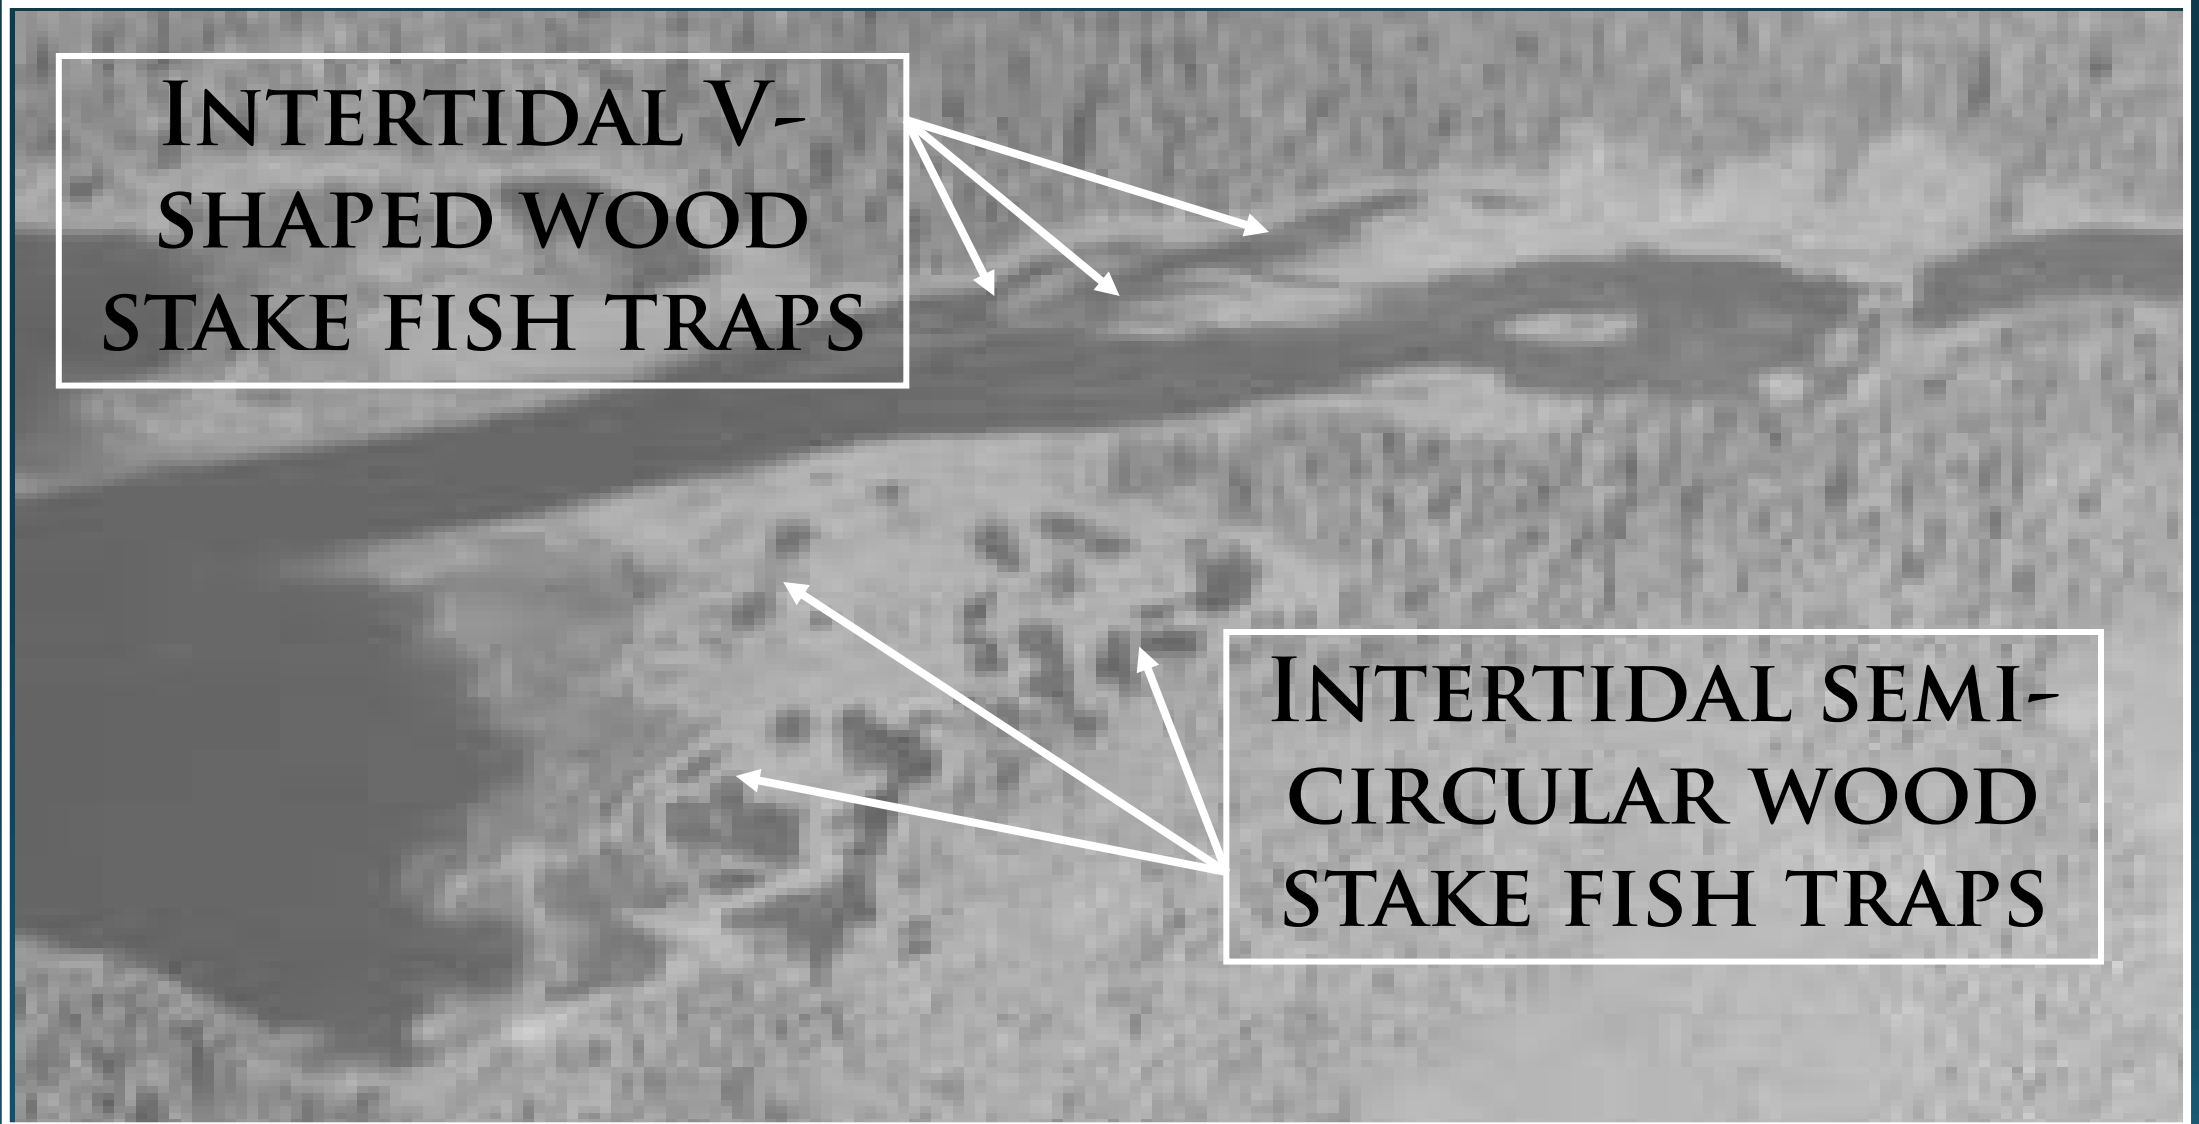 Intertidal V-
shaped wood
stake fish traps
Intertidal semi-
circular wood
stake fish traps